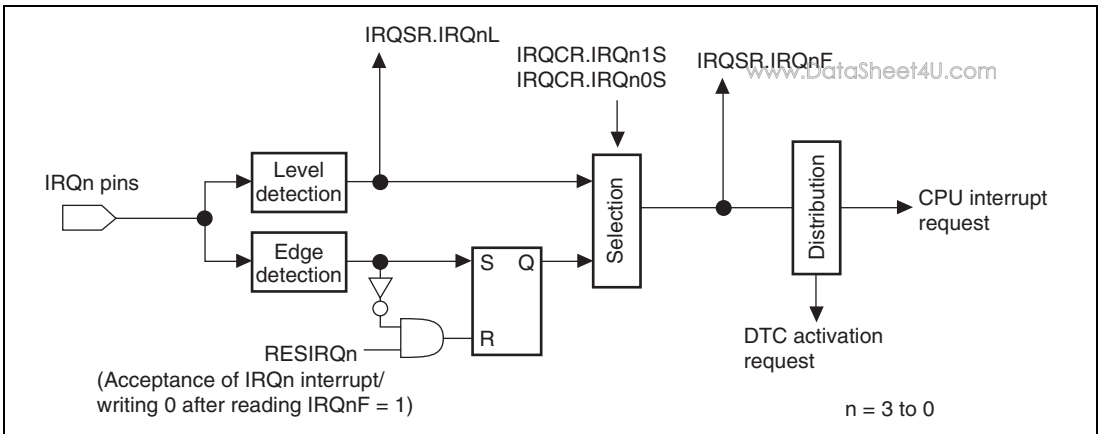 IRQSR.IRQnL
IRQCR.IRQn1S
IRQCR.IRQn0S
IRQSR.IRQnF
www.DataSheet4U.com
IRQn pins
Level
detection
Edge
detection
S Q
R
Selection
Distribution
CPU interrupt
request
DTC activation
request
RESIRQn
(Acceptance of IRQn interrupt/
writing 0 after reading IRQnF = 1)
n = 3 to 0